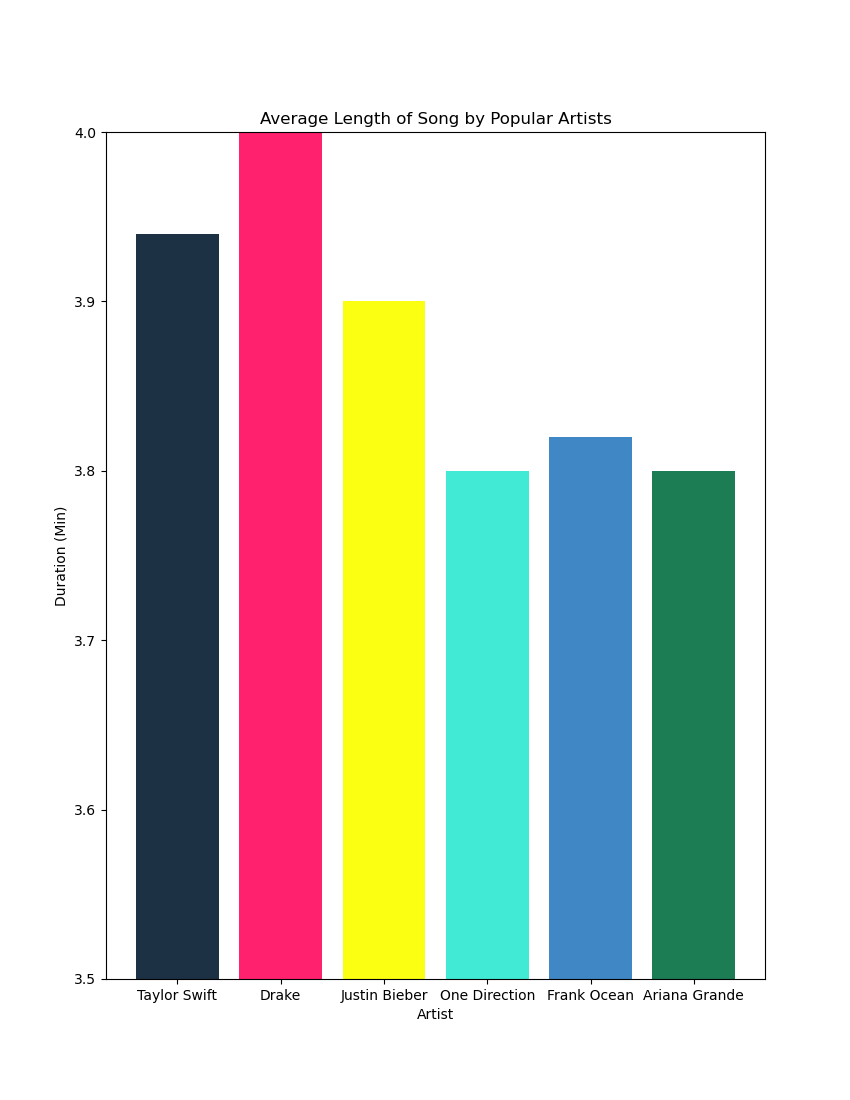 Average Length of Song by Popular Artists
4.0
3.9
3.8
3.7
3.6
3.5
Duration (Min)
Taylor Swift Drake Justin Bieber One Direction Frank Ocean Ariana Grande
Artist